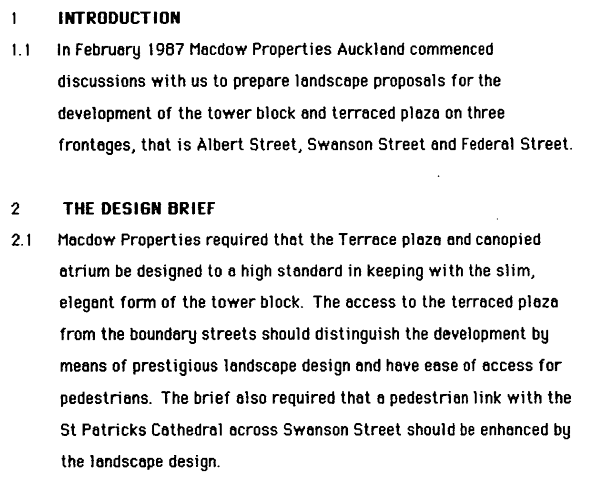 1 INTRODUCTION
1.1 In February 1987 Macdow Properties Auckland commenced
discussions with us to prepare landscape proposals for the
development of the tower block and terraced plaza on three
frontages, that is Albert Street, Swanson Street and Federal Street.
2 THE DESIGN BRIEF
2.1 Macdow Properties required that the Terrace plaza and canopied
atrium be designed to a high standard in keeping with the slim,
elegant form of the tower block. The access to the terraced plaza
from the boundary streets should distinguish the development by
means of prestigious landscape design and have ease of access for
pedestrians. The brief also required that a pedestrian link with the
St Patricks Cathedral across Swanson Street should be enhanced by
the landscape design.